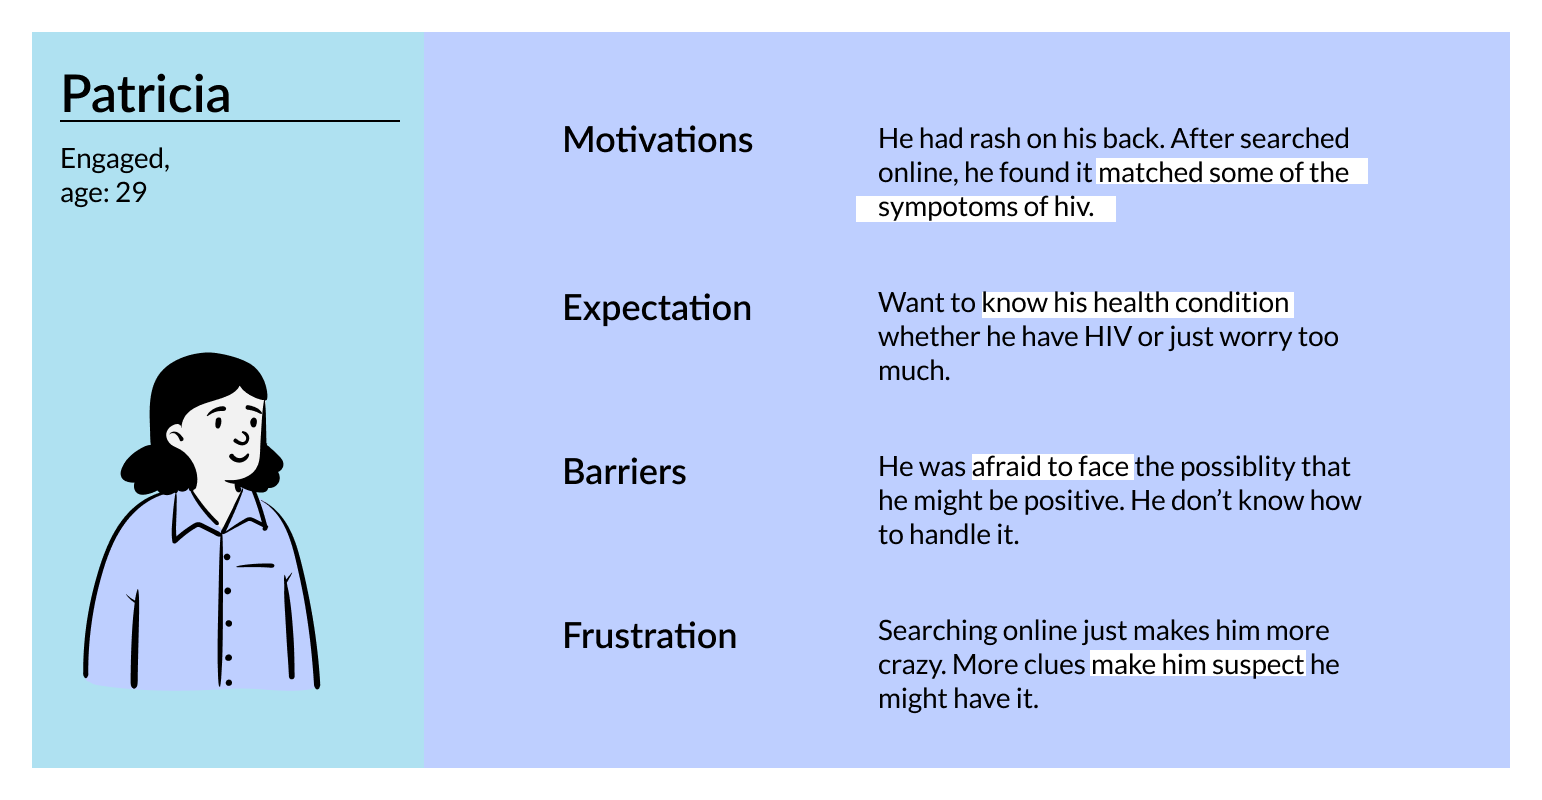 Patricia
Engaged,
age: 29
Motivations
He had rash on his back. After searched
online, he found it matched some of the
sympotoms of hiv.
Expectation
Want to know his health condition
whether he have HIV or just worry too
much.
Barriers
He was afraid to face the possiblity that
he might be positive. He don’t know how
to handle it.
Frustration
Searching online just makes him more
crazy. More clues make him suspect he
might have it.